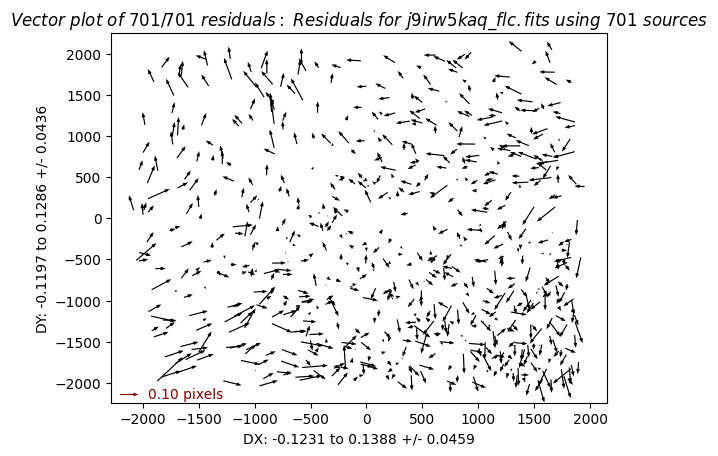 Vector plot of 701/701 residuals: Residuals for j9irw5kaq_flc.fits using 701 sources
2000
1500
1000
500
0
−500
−1000
−1500
−2000
DY: -0.1197 to 0.1286 +/- 0.0436
0.10 pixels
−2000 −1500 −1000 −500 0 500 1000 1500 2000
DX: -0.1231 to 0.1388 +/- 0.0459